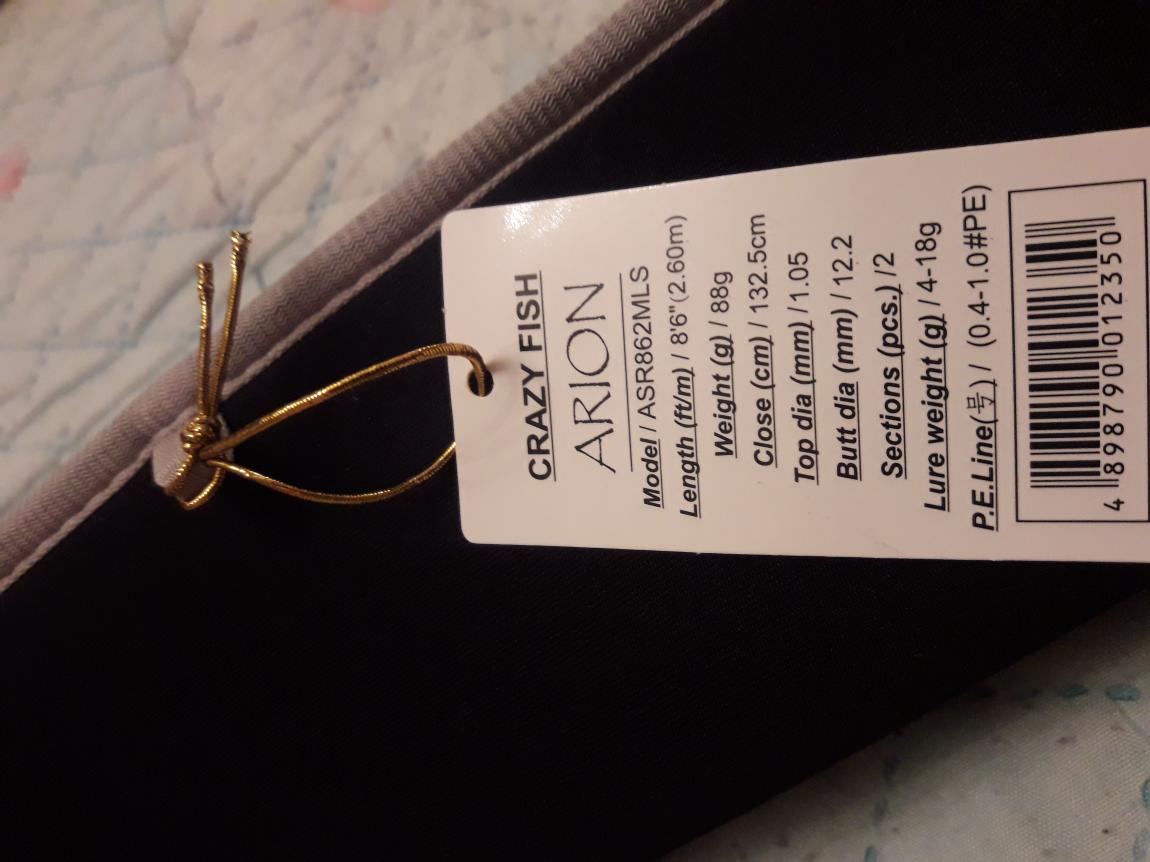 CRAZY FISH
ARION
Model / ASR862MLS
Length (ft/m) / 8'6"(2.60m)
Weight (g) / 88g
Close (cm) / 132.5cm
Top dia (mm) / 1.05
Butt dia (mm) / 12.2
Sections (pcs.) /2
Lure weight (g) / 4-18g
P.E.Line(号) / (0.4-1.0#PE)
4 898790 012350